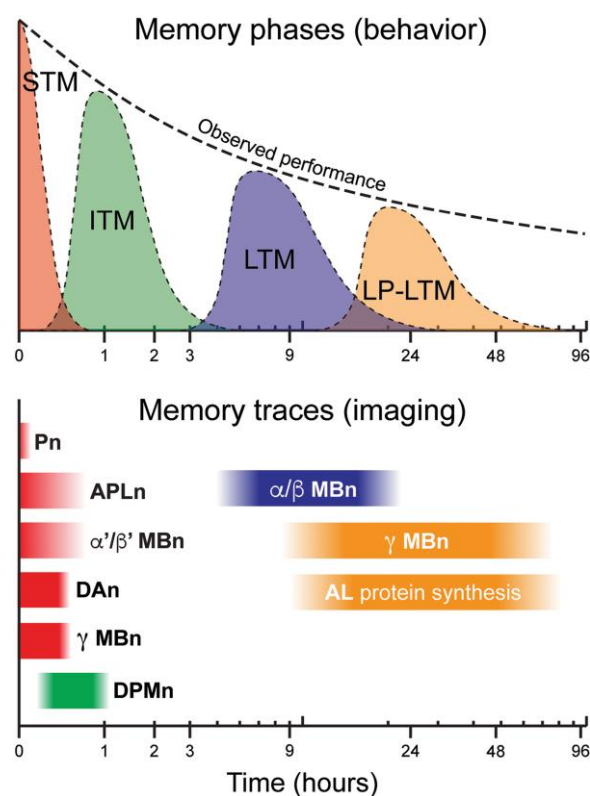 Memory phases (behavior)
STM
Observed performance
ITM
LTM
LP-LTM
0 1 2 3 9 24 48 96
Memory traces (imaging)
Pn
APLn
α/β MBn
α'/β' MBn
γ MBn
DAn
AL protein synthesis
γ MBn
DPMn
0 1 2 3 9 24 48 96
Time (hours)